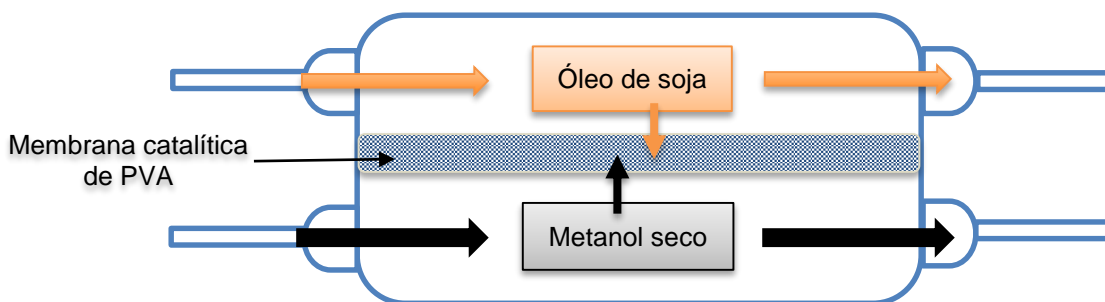 Óleo de soja
Membrana catalítica
de PVA
Metanol seco